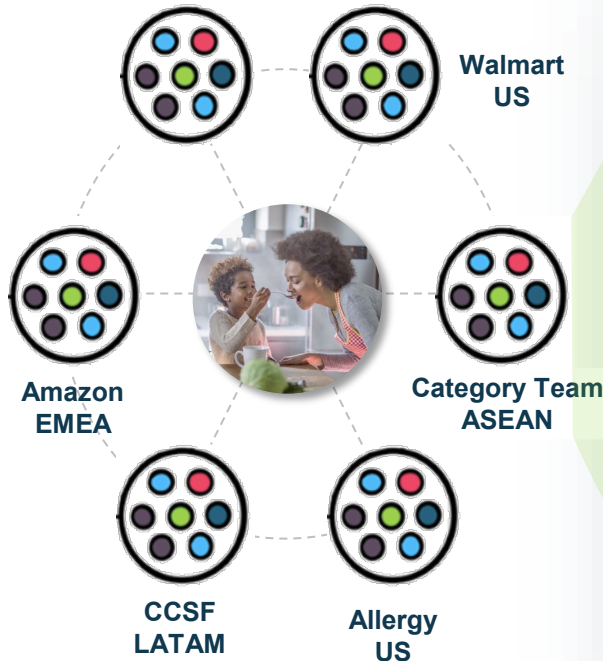 Walmart
US
Amazon
EMEA
Category Team
ASEAN
CCSF
LATAM
Allergy
US